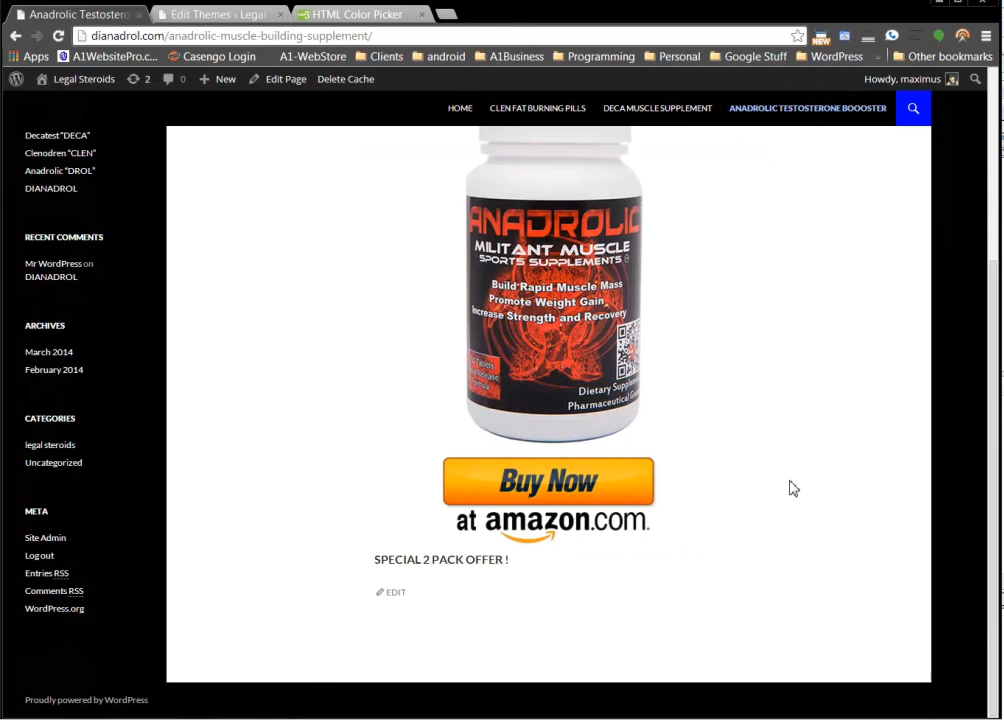 Anadrolic Testostero
Edit Themes ‹ Legal
HTML Color Picker
dianadrol.com/anadrolic-muscle-building-supplement/
Apps A1WebsitePro.c... Casengo Login A1-WebStore Clients android A1Business Programming Personal Google Stuff WordPress » Other bookmarks
Legal Steroids 2 0 + New Edit Page Delete Cache Howdy, maximus
HOME CLEN FAT BURNING PILLS DECA MUSCLE SUPPLEMENT ANADROLIC TESTOSTERONE BOOOSTER
Decatest "DECA"
Clenodren "CLEN"
Anadrolic "DROL"
DIANADROL
RECENT COMMENTS
Mr WordPress on
DIANADROL
ARCHIVES
March 2014
February 2014
CATEGORIES
legal steroids
Uncategorized
META
Site Admin
Log out
Entries RSS
Comments RSS
WordPress.org
ANADROLIC
MILITANT MUSCLE
SPORTS SUPPLEMENTS
Build Rapid Muscle Mass
Promote Weight Gain
Increase Strength and Recovery
Tablets
Release
Formula
Dietary Supplem
Pharmaceutical
Buy Now
at amazon.com.
SPECIAL 2 PACK OFFER !
EDIT
Proudly powered by WordPress